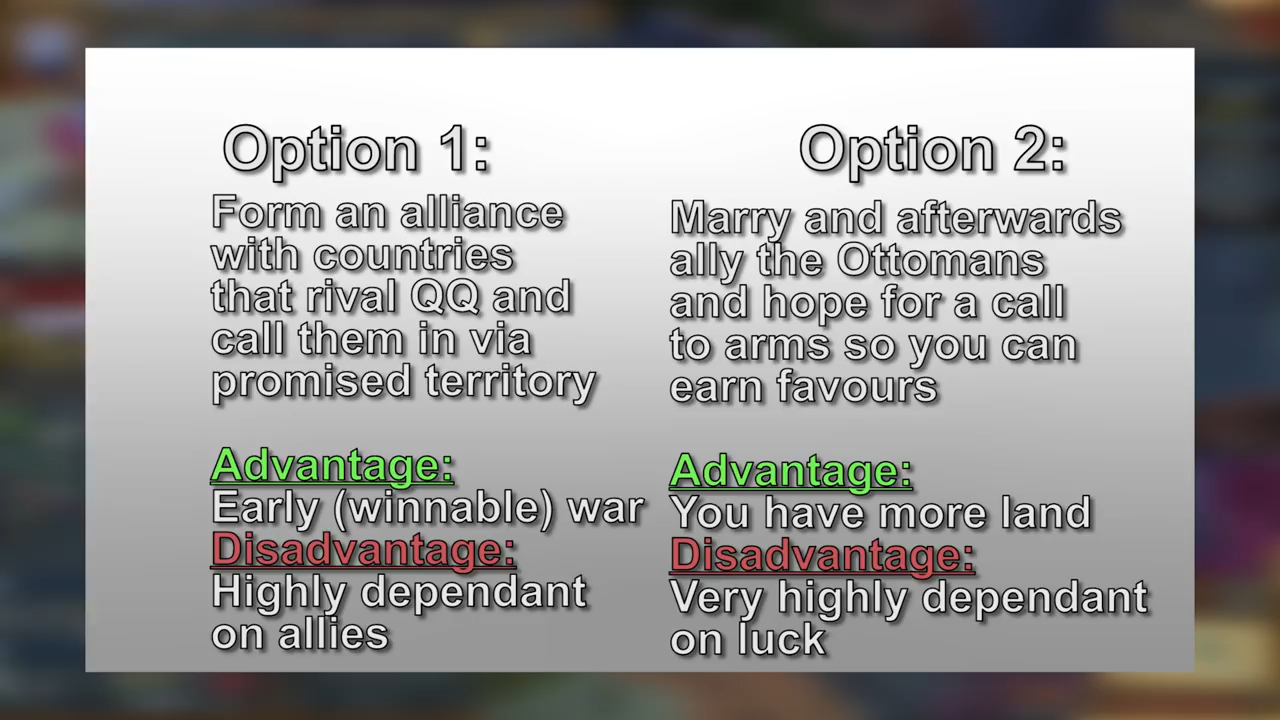 Option 1:
Form an alliance
with countries
that rival QQ and
call them in via
promised territory
Advantage:
Early (winnable) war
Disadvantage:
Highly dependant
on allies
Option 2:
Marry and afterwards
ally the Ottomans
and hope for a call
to arms so you can
earn favours
Advantage:
You have more land
Disadvantage:
Very highly dependant
on luck